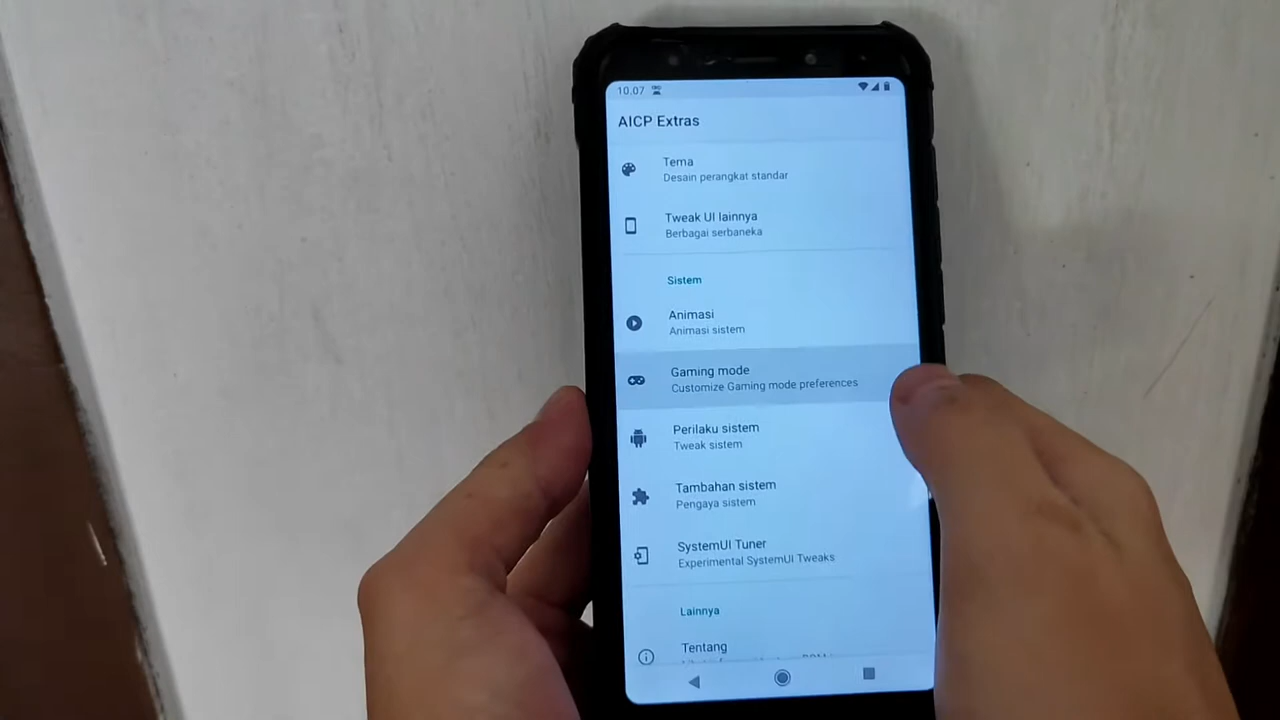 10.07
AICP Extras
Tema
Desain perangkat standar
Tweak UI lainnya
Berbagai serbaneka
Sistem
Animasi
Animasi sistem
Gaming mode
Customize Gaming mode preferences
Perilaku sistem
Tweak sistem
Tambahan sistem
Pengaya sistem
SystemUI Tuner
Experimental SystemUI Tweaks
Lainnya
Tentang